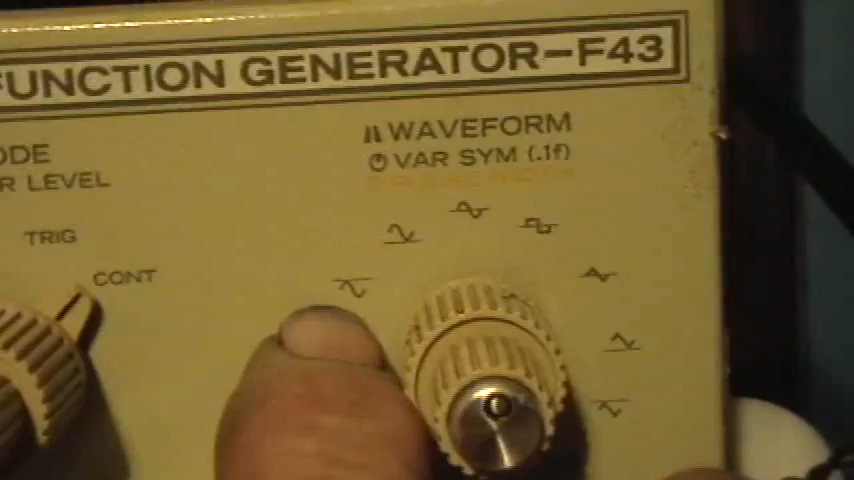 FUNCTION GENERATOR-F43
WAVEFORM
VAR SYM (.1f)
ODE
R LEVEL
TRIG
CONT